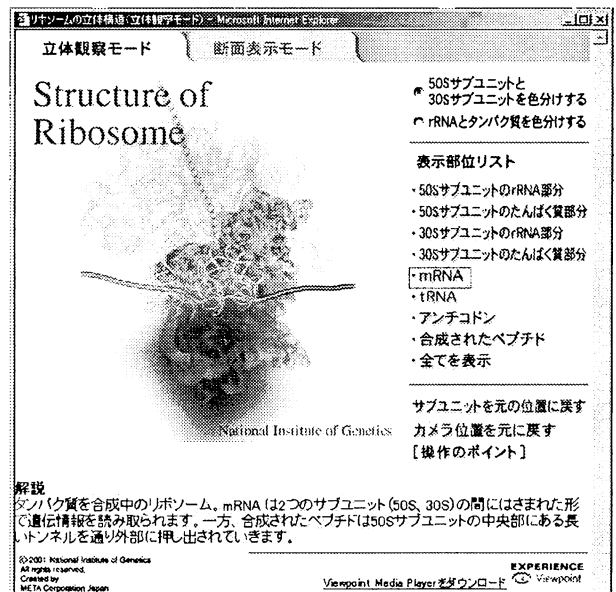 リボソームの立体構造(立体観察モード) - Microsoft Internet Explorer
立体観察モード
断面表示モード
Structure of
Ribosome
50Sサブユニットと
30Sサブユニットを色分けする
rRNAとタンパク質を色分けする
表示部位リスト
・50SサブユニットのrRNA部分
・50Sサブユニットのたんぱく質部分
・30SサブユニットのrRNA部分
・30Sサブユニットのたんぱく質部分
・mRNA
・tRNA
・アンチコドン
・合成されたペプチド
・全てを表示
National Institute of Genetics
サブユニットを元の位置に戻す
カメラ位置を元に戻す
[操作のポイント]
解説
タンパク質を合成中のリボソーム。mRNA は2つのサブユニット(50S, 30S)の間にはさまれた形
で遺伝情報を読み取られます。一方、合成されたペプチドは50Sサブユニットの中央部にある長
いトンネルを通り外部に押し出されていきます。
©2001 National Institute of Genetics
All rights reserved.
Created by
META Corporation Japan
Viewpoint Media Playerをダウンロード
EXPERIENCE
Viewpoint